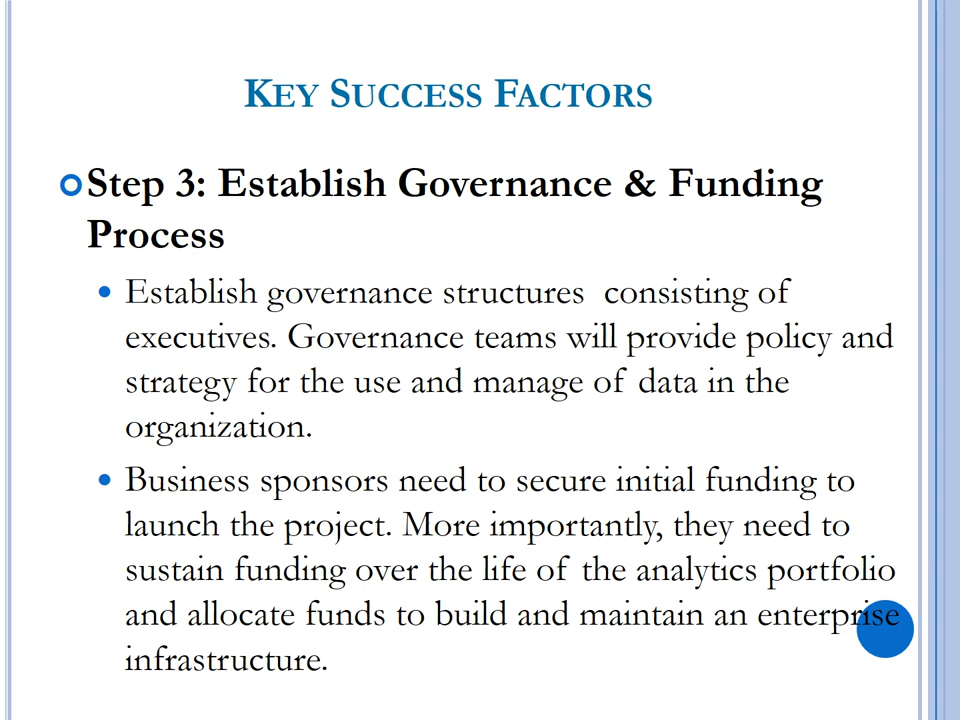 KEY SUCCESS FACTORS
Step 3: Establish Governance & Funding
Process
Establish governance structures  consisting of
executives. Governance teams will provide policy and
strategy for the use and manage of data in the
organization.
Business sponsors need to secure initial funding to
launch the project. More importantly, they need to
sustain funding over the life of the analytics portfolio
and allocate funds to build and maintain an enterprise
infrastructure.